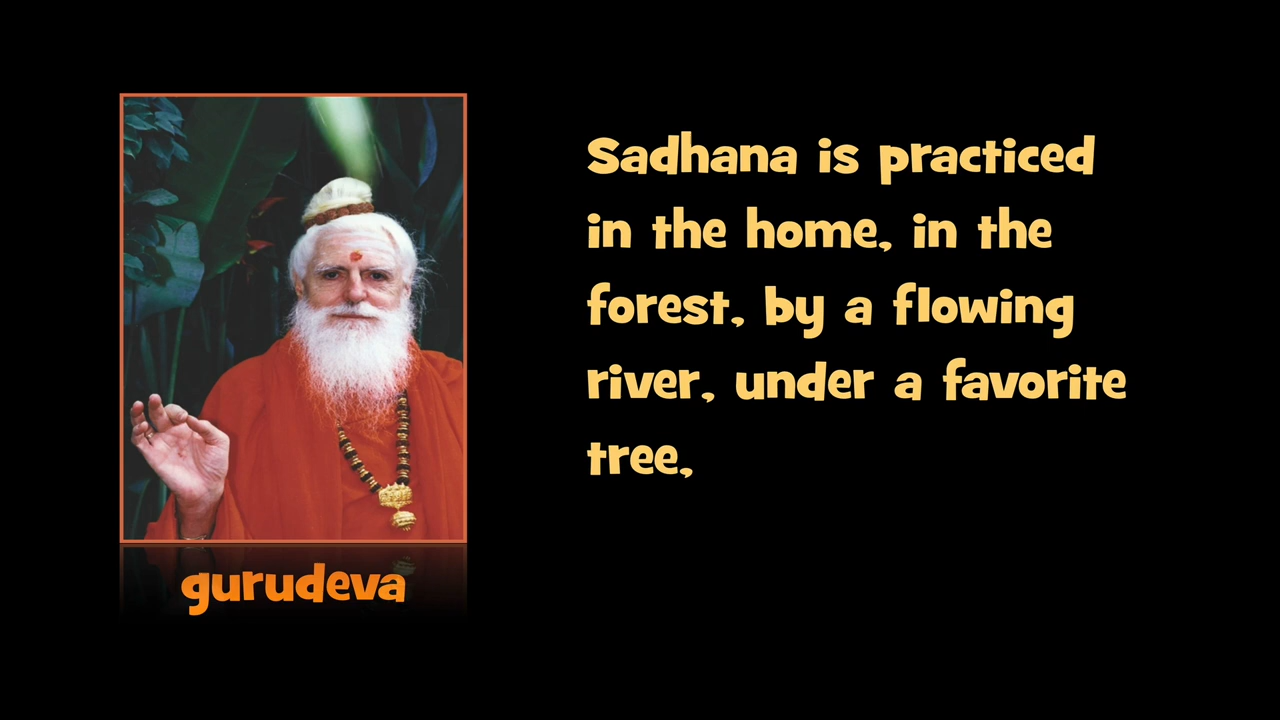 Sadhana is practiced
in the home, in the
forest, by a flowing
river, under a favorite
tree,
gurudeva